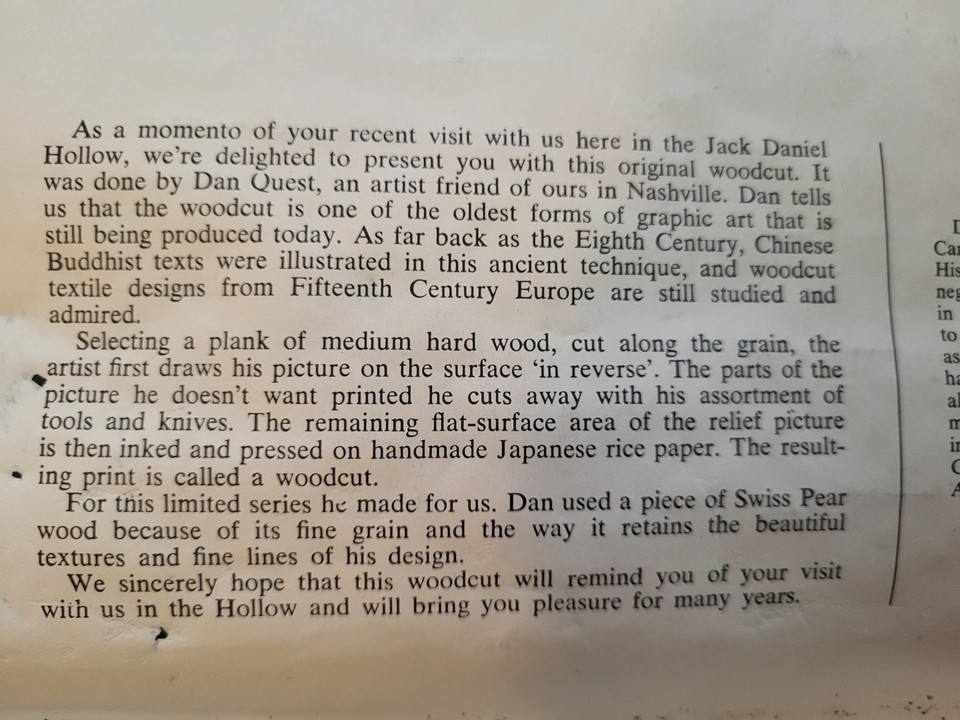 As a momento of your recent visit with us here in the Jack Daniel
Hollow, we're delighted to present you with this original woodcut. It
was done by Dan Quest, an artist friend of ours in Nashville. Dan tells
us that the woodcut is one of the oldest forms of graphic art that is
still being produced today. As far back as the Eighth Century, Chinese
Buddhist texts were illustrated in this ancient technique, and woodcut
textile designs from Fifteenth Century Europe are still studied and
admired.
Selecting a plank of medium hard wood, cut along the grain, the
artist first draws his picture on the surface ‘in reverse’. The parts of the
picture he doesn't want printed he cuts away with his assortment of
tools and knives. The remaining flat-surface area of the relief picture
is then inked and pressed on handmade Japanese rice paper. The result-
ing print is called a woodcut.
For this limited series he made for us. Dan used a piece of Swiss Pear
wood because of its fine grain and the way it retains the beautiful
textures and fine lines of his design.
We sincerely hope that this woodcut will remind you of your visit
with us in the Hollow and will bring you pleasure for many years.
His
in
to
as